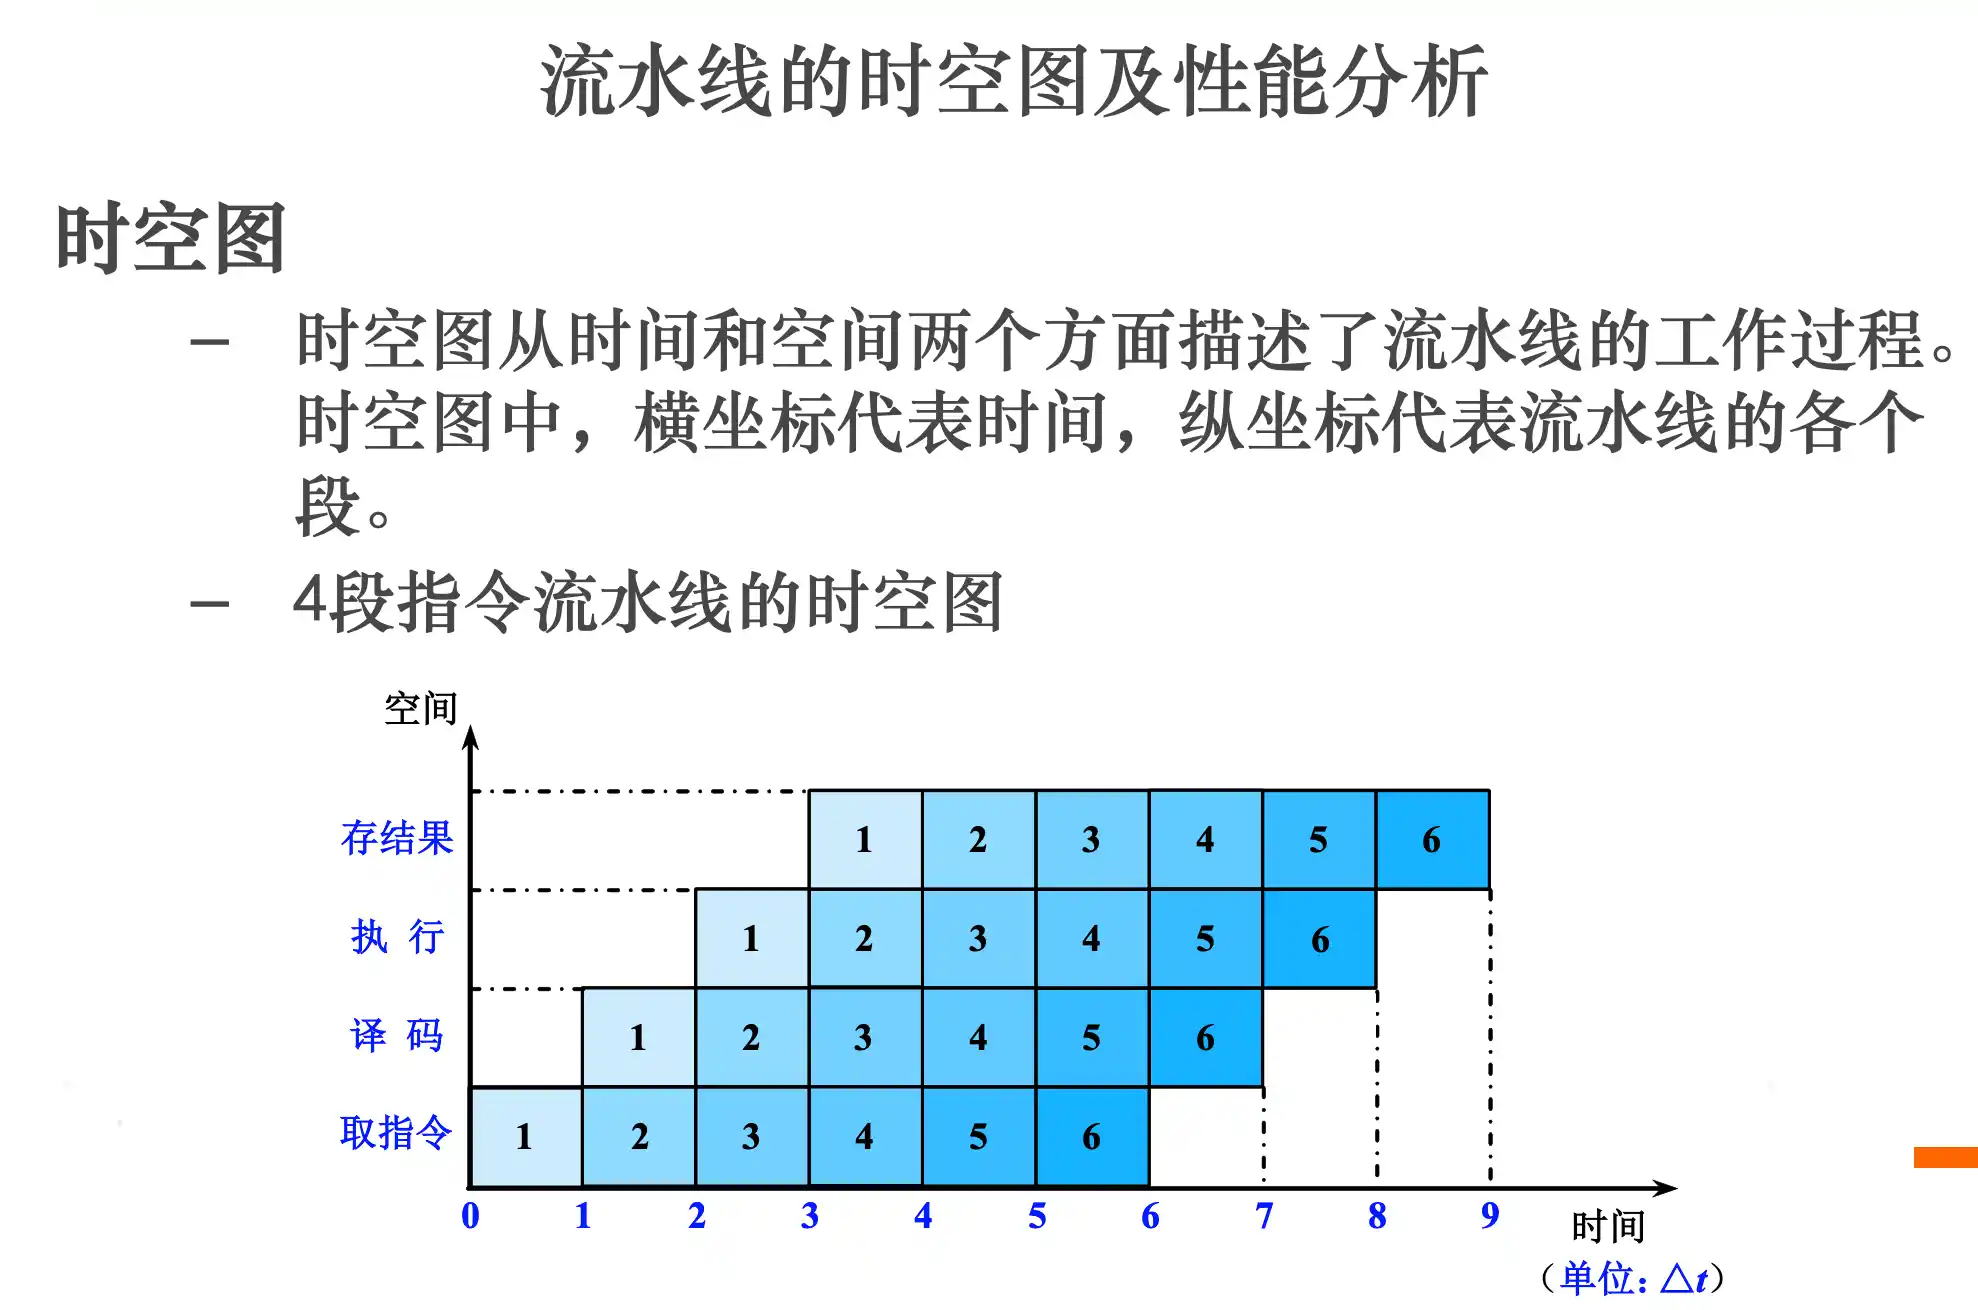 流水线的时空图及性能分析
时空图
– 时空图从时间和空间两个方面描述了流水线的工作过程。
时空图中，横坐标代表时间，纵坐标代表流水线的各个
段。
– 4段指令流水线的时空图
空间
存结果 1 2 3 4 5 6
执 行 1 2 3 4 5 6
译 码 1 2 3 4 5 6
取指令 1 2 3 4 5 6
0 1 2 3 4 5 6 7 8 9
时间
（单位：△t）